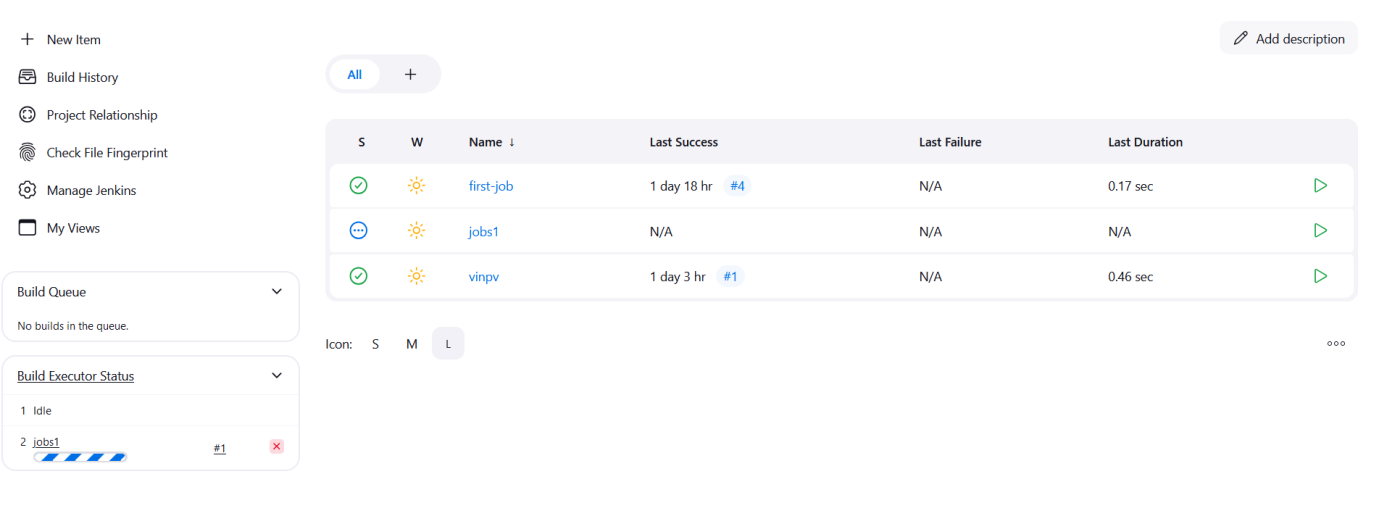 New Item
Build History
Project Relationship
Check File Fingerprint
Manage Jenkins
My Views
Build Queue
No builds in the queue.
Build Executor Status
1 Idle
2 jobs1 #1
Add description
All +
S W Name ↓ Last Success Last Failure Last Duration
first-job 1 day 18 hr #4 N/A 0.17 sec
jobs1 N/A N/A N/A
vinpv 1 day 3 hr #1 N/A 0.46 sec
Icon: S M L